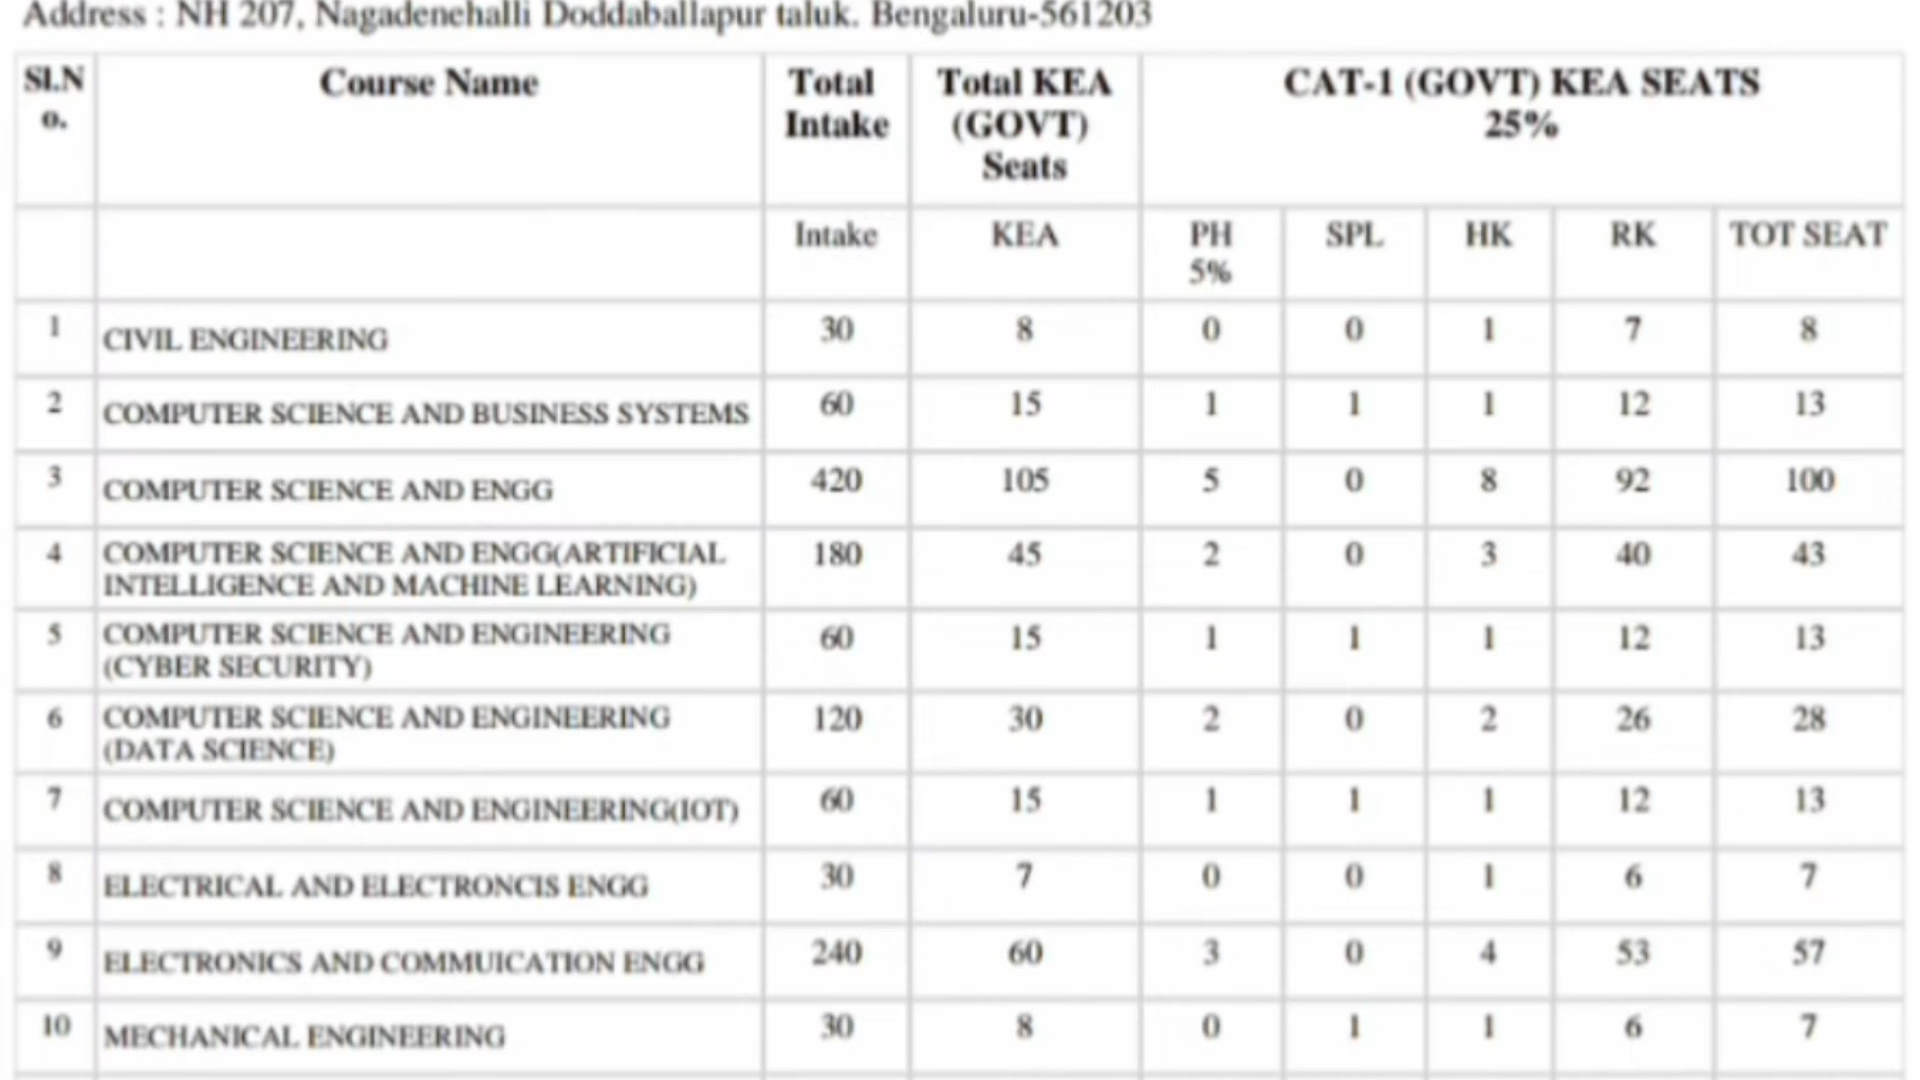 Address : NH 207, Nagadenehalli Doddaballapur taluk. Bengaluru-561203
Sl.N o. Course Name Total Intake Total KEA (GOVT) Seats CAT-1 (GOVT) KEA SEATS 25%
Intake KEA PH 5% SPL HK RK TOT SEAT
1 CIVIL ENGINEERING 30 8 0 0 1 7 8
2 COMPUTER SCIENCE AND BUSINESS SYSTEMS 60 15 1 1 1 12 13
3 COMPUTER SCIENCE AND ENGG 420 105 5 0 8 92 100
4 COMPUTER SCIENCE AND ENGG(ARTIFICIAL INTELLIGENCE AND MACHINE LEARNING) 180 45 2 0 3 40 43
5 COMPUTER SCIENCE AND ENGINEERING (CYBER SECURITY) 60 15 1 1 1 12 13
6 COMPUTER SCIENCE AND ENGINEERING (DATA SCIENCE) 120 30 2 0 2 26 28
7 COMPUTER SCIENCE AND ENGINEERING(IOT) 60 15 1 1 1 12 13
8 ELECTRICAL AND ELECTRONCIS ENGG 30 7 0 0 1 6 7
9 ELECTRONICS AND COMMUICATION ENGG 240 60 3 0 4 53 57
10 MECHANICAL ENGINEERING 30 8 0 1 1 6 7